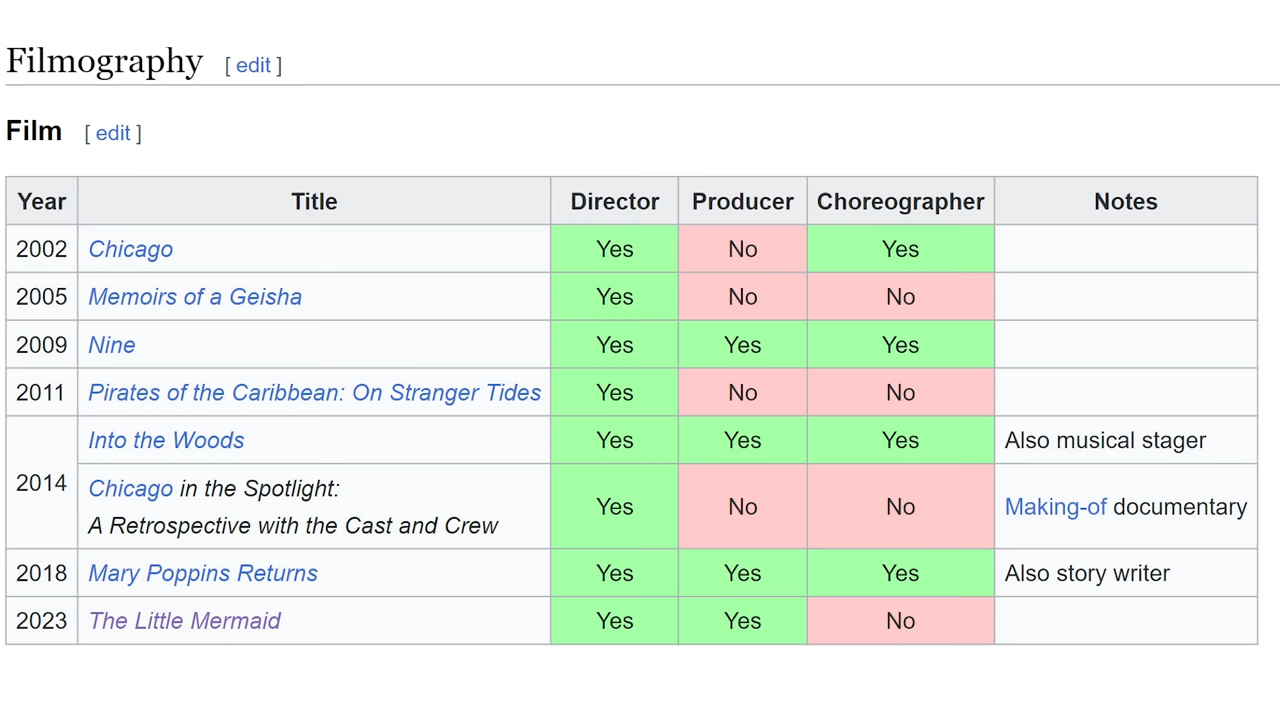 Filmography [ edit ]
Film [ edit ]
Year Title Director Producer Choreographer Notes
2002 Chicago Yes No Yes
2005 Memoirs of a Geisha Yes No No
2009 Nine Yes Yes Yes
2011 Pirates of the Caribbean: On Stranger Tides Yes No No
2014 Into the Woods Yes Yes Yes Also musical stager
Chicago in the Spotlight:
A Retrospective with the Cast and Crew Yes No No Making-of documentary
2018 Mary Poppins Returns Yes Yes Yes Also story writer
2023 The Little Mermaid Yes Yes No